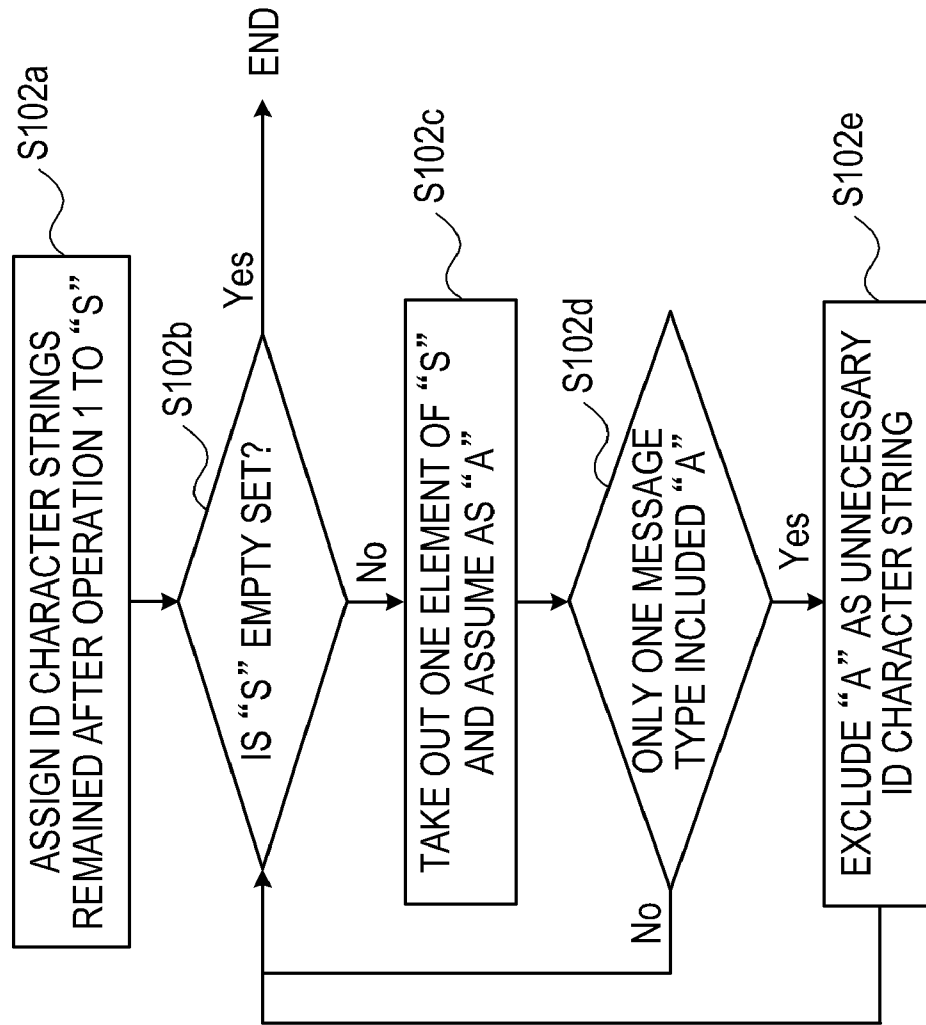 S102a
ASSIGN ID CHARACTER STRINGS
REMAINED AFTER OPERATION 1 TO “S”
S102b
IS “S” EMPTY SET?
Yes
END
No
S102c
TAKE OUT ONE ELEMENT OF “S”
AND ASSUME AS “A”
S102d
ONLY ONE MESSAGE
TYPE INCLUDED “A”
No
Yes
S102e
EXCLUDE “A” AS UNNECESSARY
ID CHARACTER STRING